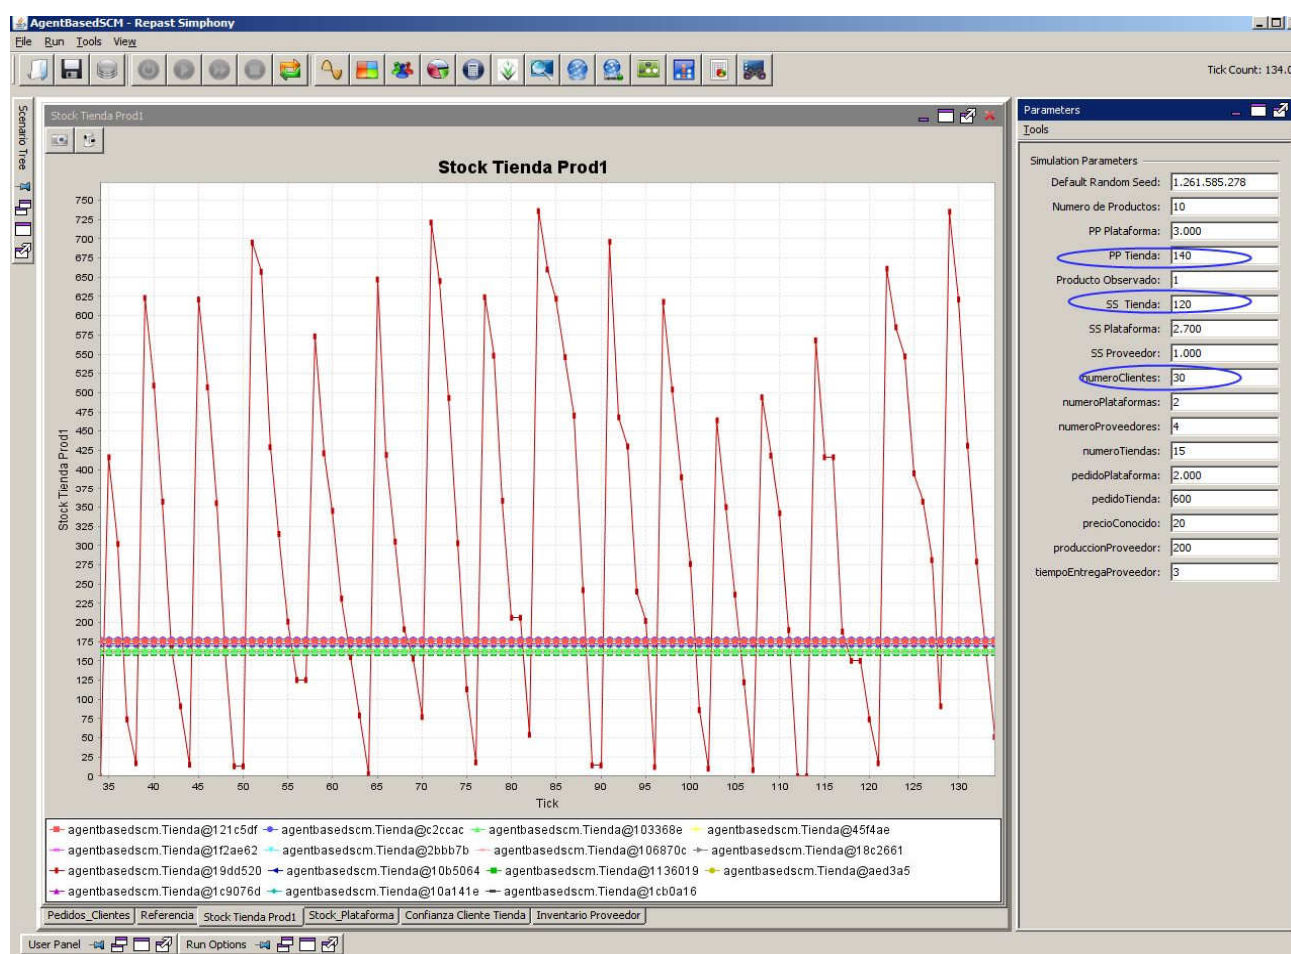 AgentBasedSCM - Repast Simphony
File Run Tools View
Tick Count: 134.0
Scenario Tree
Stock Tienda Prod1
Stock Tienda Prod1
Stock Tienda Prod1
750
725
700
675
650
625
600
575
550
525
500
475
450
425
400
375
350
325
300
275
250
225
200
175
150
125
100
75
50
25
0
35 40 45 50 55 60 65 70 75 80 85 90 95 100 105 110 115 120 125 130
Tick
agentbasedscm.Tienda@121c5df agentbasedscm.Tienda@c2ccac agentbasedscm.Tienda@103368e agentbasedscm.Tienda@45f4ae
agentbasedscm.Tienda@1f2ae62 agentbasedscm.Tienda@2bbb7b agentbasedscm.Tienda@106870c agentbasedscm.Tienda@18c2661
agentbasedscm.Tienda@19dd520 agentbasedscm.Tienda@10b5064 agentbasedscm.Tienda@1136019 agentbasedscm.Tienda@aed3a5
agentbasedscm.Tienda@1c9076d agentbasedscm.Tienda@10a141e agentbasedscm.Tienda@1cb0a16
Pedidos_Clientes Referencia Stock Tienda Prod1 Stock_Plataforma Confianza Cliente Tienda Inventario Proveedor
User Panel Run Options
Parameters
Tools
Simulation Parameters
Default Random Seed: 1.261.585.278
Numero de Productos: 10
PP Plataforma: 3.000
PP Tienda: 140
Producto Observado: 1
SS Tienda: 120
SS Plataforma: 2.700
SS Proveedor: 1.000
numeroClientes: 30
numeroPlataformas: 2
numeroProveedores: 4
numeroTiendas: 15
pedidoPlataforma: 2.000
pedidoTienda: 600
precioConocido: 20
produccionProveedor: 200
tiempoEntregaProveedor: 3